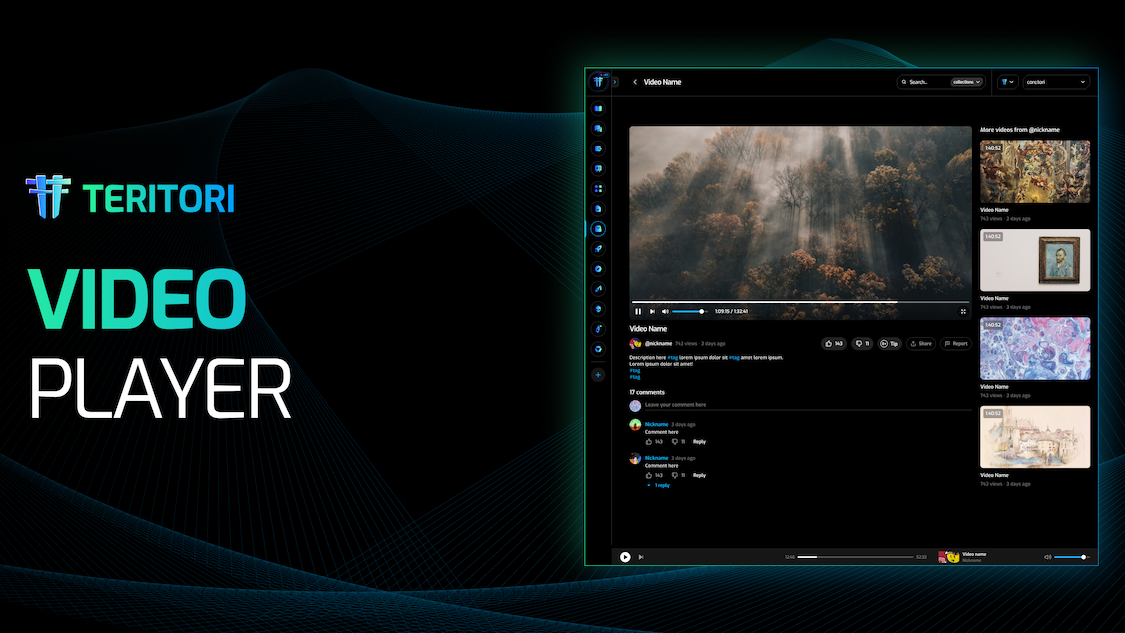 TERITORI
VIDEO
PLAYER
Video Name
Search...
collections
conctori
1:09:15 / 1:32:41
Video Name
@nickname 743 views · 3 days ago
143
11
Tip
Share
Report
Description here #tag lorem ipsum dolor sit #tag amet lorem ipsum.
Lorem ipsum dolor sit amet!
#tag
#tag
17 comments
Leave your comment here
Nickname 3 days ago
Comment here
143 11 Reply
Nickname 3 days ago
Comment here
143 11 Reply
1 reply
More videos from @nickname
1:40:52
Video Name
743 views · 3 days ago
1:40:52
Video Name
743 views · 3 days ago
1:40:52
Video Name
743 views · 3 days ago
1:40:52
Video Name
743 views · 3 days ago
Video name
Nickname